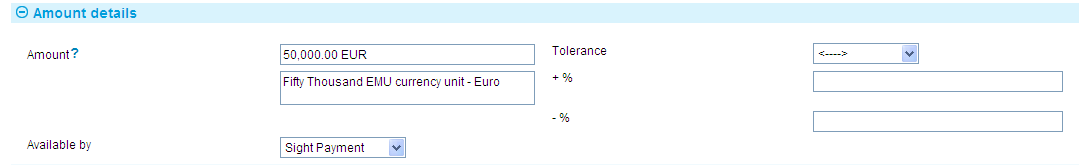 Amount details
Amount?
50,000.00 EUR
Tolerance
<---->
Fifty Thousand EMU currency unit - Euro
+ %
- %
Available by
Sight Payment